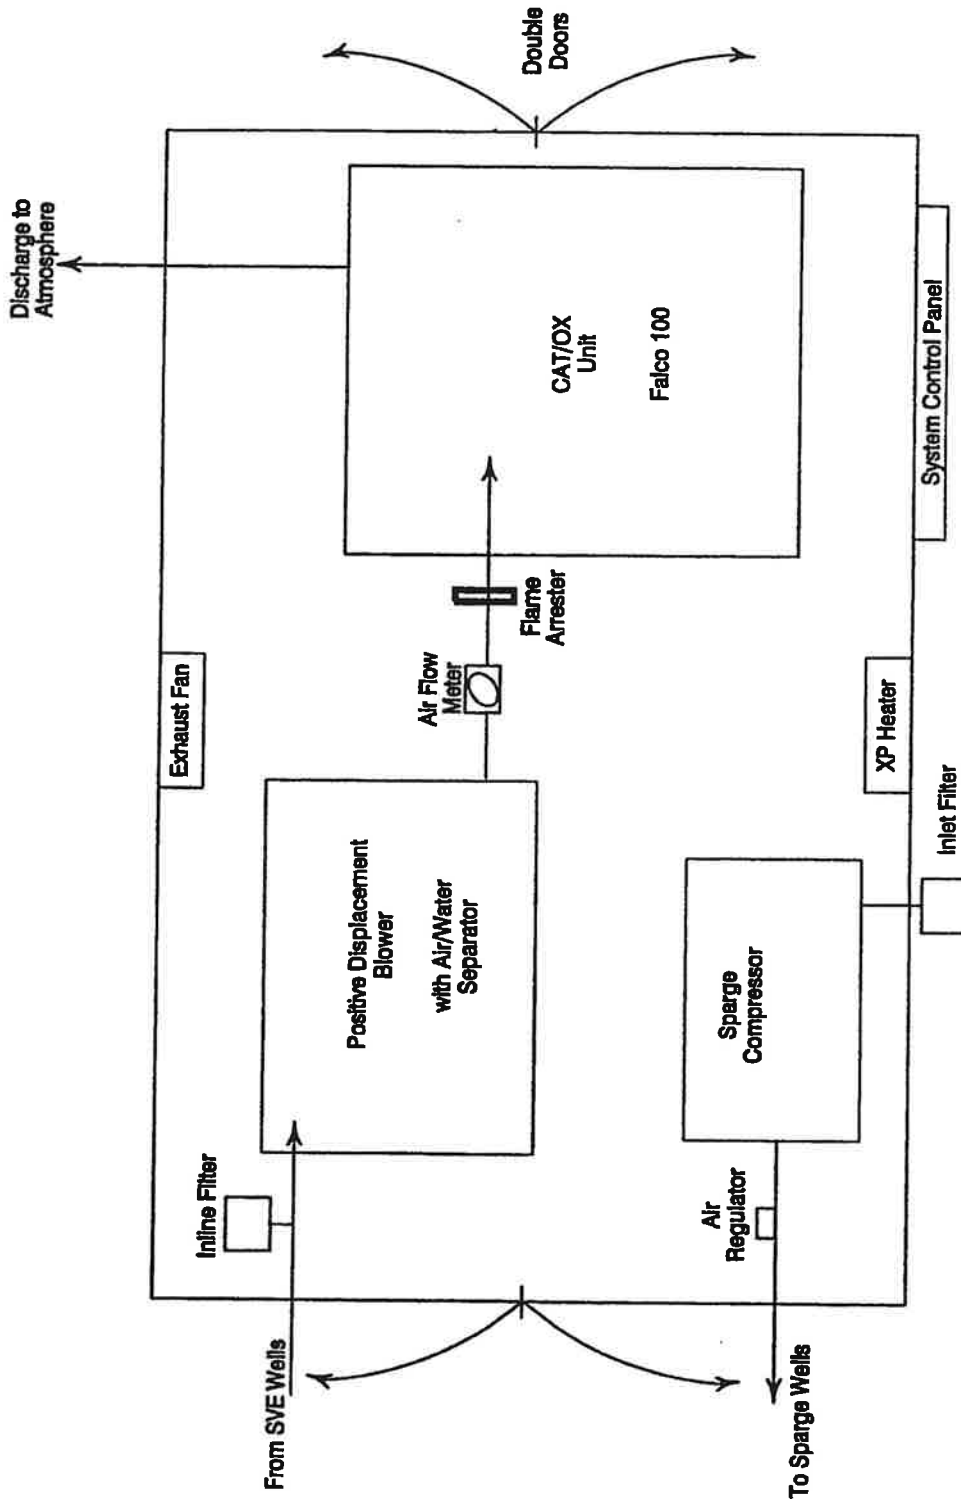 Discharge to
Atmosphere
Double
Doors
Exhaust Fan
CAT/OX
Unit
Falco 100
System Control Panel
Flame
Arrester
Air Flow
Meter
XP Heater
Inlet Filter
Positive Displacement
Blower
with Air/Water
Separator
Sparge
Compressor
Inline Filter
Air
Regulator
From SVE Wells
To Sparge Wells